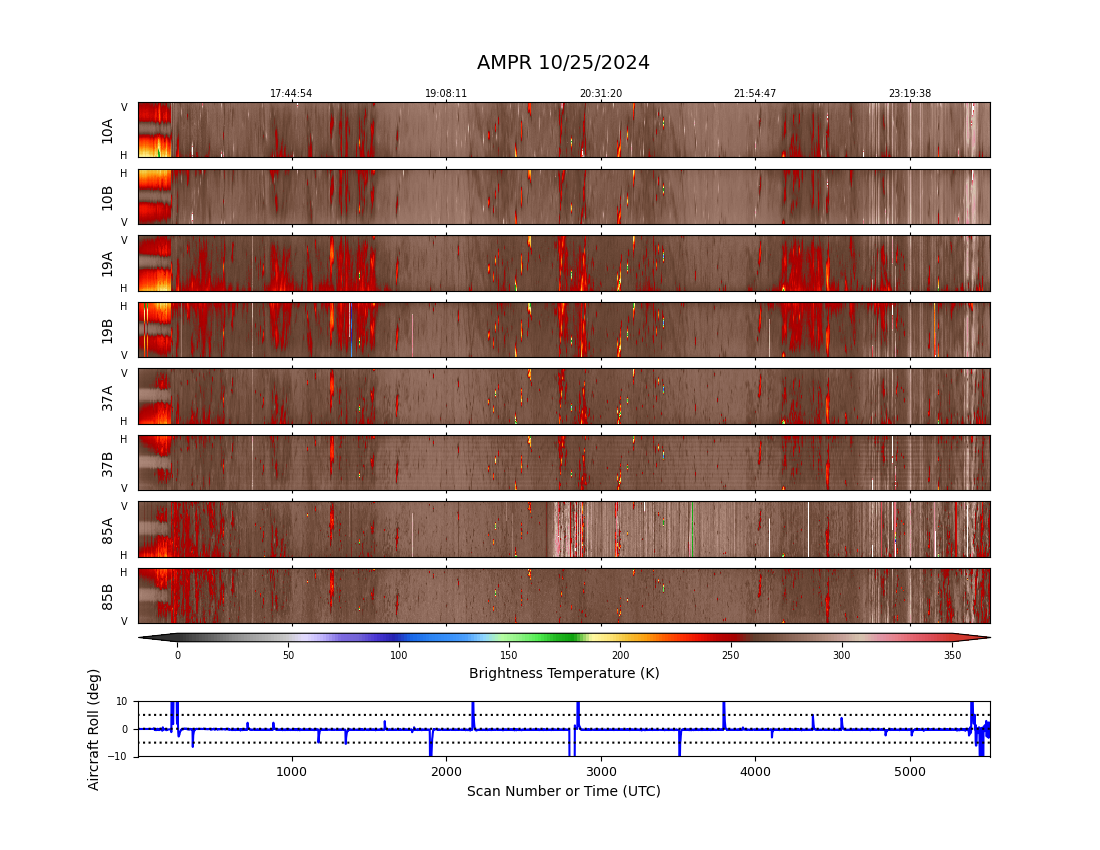 AMPR 10/25/2024
17:44:54 19:08:11 20:31:20 21:54:47 23:19:38
V
10A
H
H
10B
V
V
19A
H
H
19B
V
V
37A
H
H
37B
V
V
85A
H
H
85B
V
0 50 100 150 200 250 300 350
Brightness Temperature (K)
Aircraft Roll (deg)
10
0
−10
1000 2000 3000 4000 5000
Scan Number or Time (UTC)